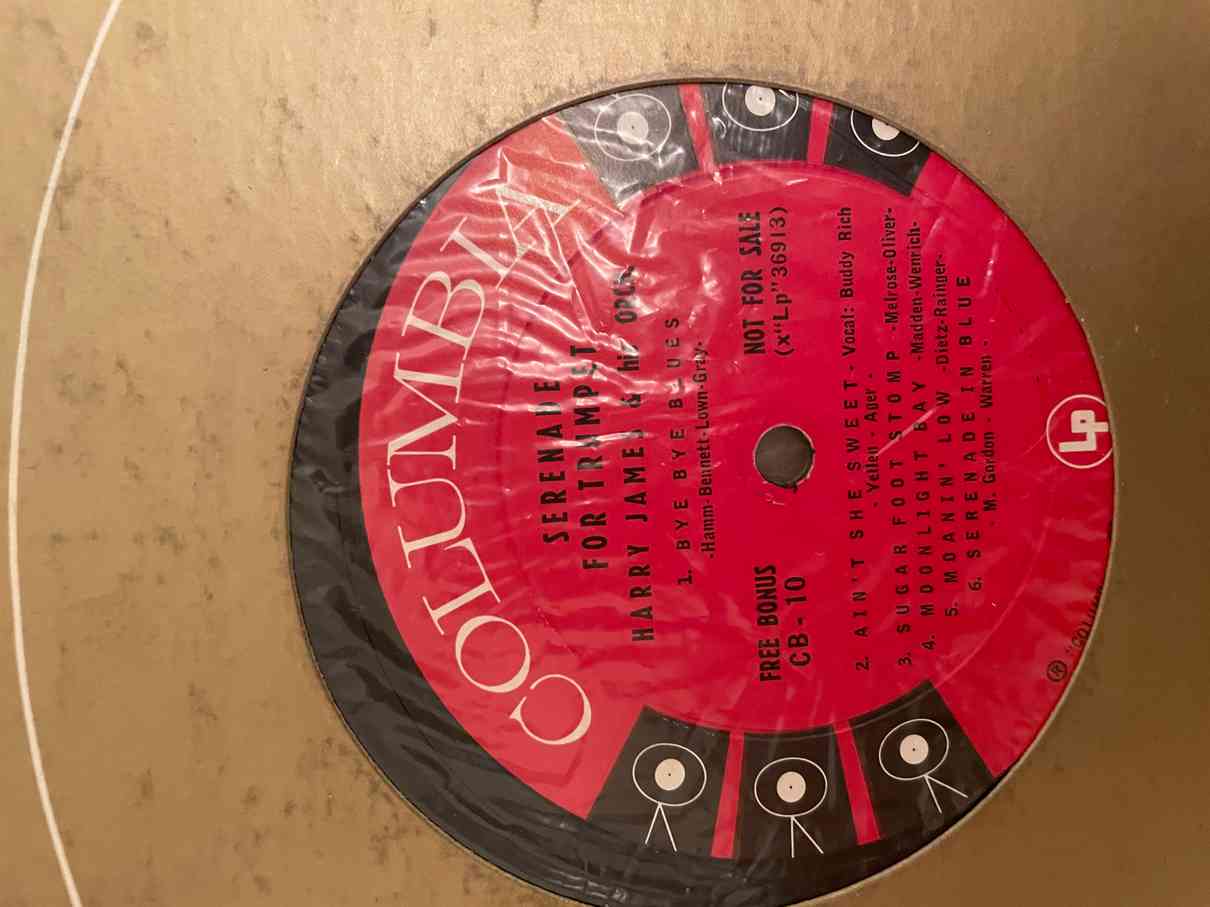 COLUMBIA
SERENADE
FOR TRUMPET
HARRY JAMES & his
1. BYE BYE BLUES
-Hamm-Bennett-Lown-Gray-
FREE BONUS NOT FOR SALE
CB-10 (x"Lp"36913)
2. AIN'T SHE SWEET - Vocal: Buddy Rich
- Yellen - Ager -
3. SUGAR FOOT STOMP -Melrose-Oliver-
4. MOONLIGHT BAY -Madden-Wenrich-
5. MOANIN' LOW -Dietz-Rainger-
6. SERENADE IN BLUE
- M. Gordon - Warren -
Lp
®